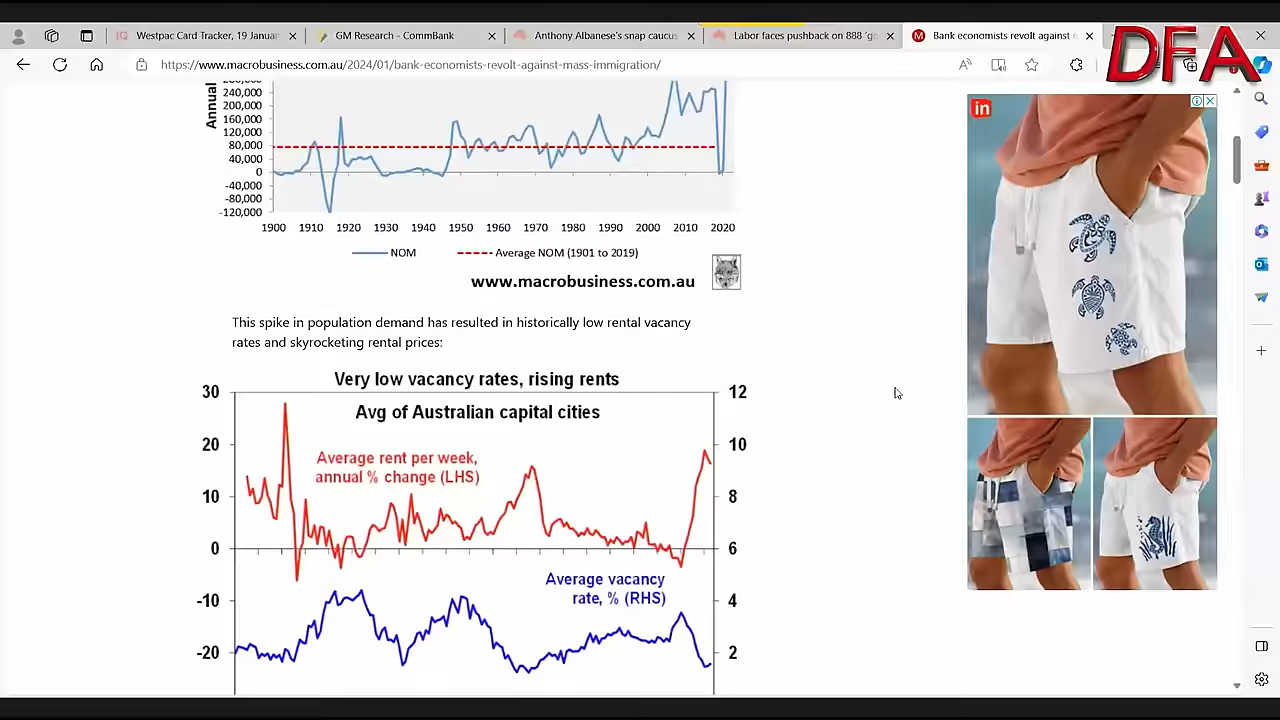 Westpac Card Tracker, 19 Januar
GM Research – CommBank
Anthony Albanese's snap caucus
Labor faces pushback on 888 'go
Bank economists revolt against
DFA
https://www.macrobusiness.com.au/2024/01/bank-economists-revolt-against-mass-immigration/
Annual
240,000
200,000
160,000
120,000
80,000
40,000
0
-40,000
-80,000
-120,000
1900 1910 1920 1930 1940 1950 1960 1970 1980 1990 2000 2010 2020
NOM
Average NOM (1901 to 2019)
www.macrobusiness.com.au
This spike in population demand has resulted in historically low rental vacancy
rates and skyrocketing rental prices:
Very low vacancy rates, rising rents
Avg of Australian capital cities
Average rent per week,
annual % change (LHS)
Average vacancy
rate, % (RHS)
30
20
10
0
-10
-20
12
10
8
6
4
2
in